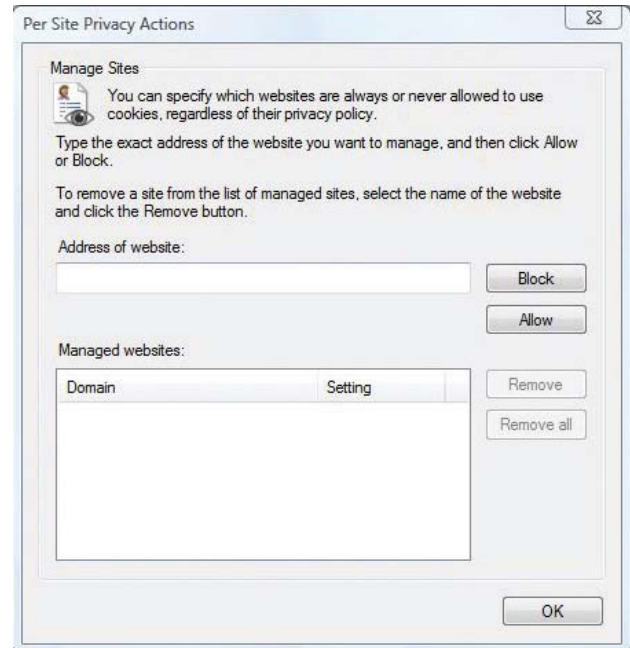 Per Site Privacy Actions
Manage Sites
You can specify which websites are always or never allowed to use
cookies, regardless of their privacy policy.
Type the exact address of the website you want to manage, and then click Allow
or Block.
To remove a site from the list of managed sites, select the name of the website
and click the Remove button.
Address of website:
Block
Allow
Managed websites:
Domain Setting
Remove
Remove all
OK